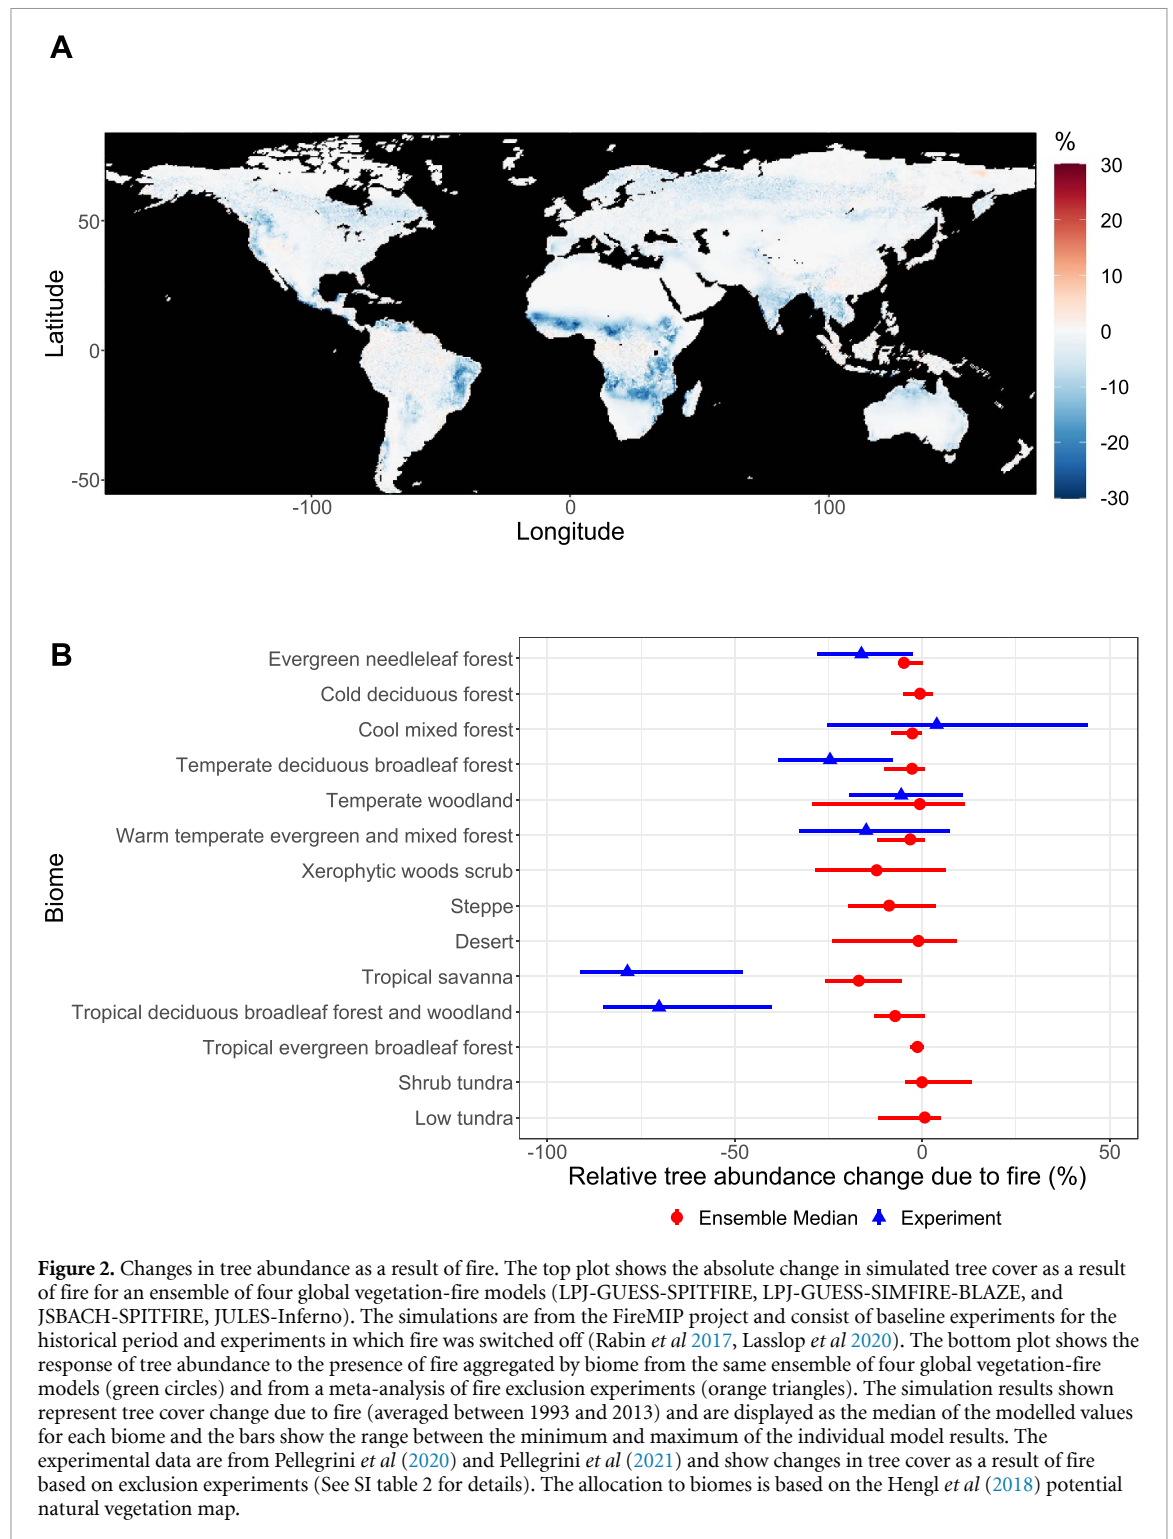 A
%
30
20
10
0
-10
-20
-30
50
0
-50
Latitude
-100
0
100
Longitude
B
Evergreen needleleaf forest
Cold deciduous forest
Cool mixed forest
Temperate deciduous broadleaf forest
Temperate woodland
Warm temperate evergreen and mixed forest
Xerophytic woods scrub
Steppe
Desert
Tropical savanna
Tropical deciduous broadleaf forest and woodland
Tropical evergreen broadleaf forest
Shrub tundra
Low tundra
Biome
-100
-50
0
50
Relative tree abundance change due to fire (%)
Ensemble Median
Experiment
Figure 2. Changes in tree abundance as a result of fire. The top plot shows the absolute change in simulated tree cover as a result
of fire for an ensemble of four global vegetation-fire models (LPJ-GUESS-SPITFIRE, LPJ-GUESS-SIMFIRE-BLAZE, and
JSBACH-SPITFIRE, JULES-Inferno). The simulations are from the FireMIP project and consist of baseline experiments for the
historical period and experiments in which fire was switched off (Rabin et al 2017, Lasslop et al 2020). The bottom plot shows the
response of tree abundance to the presence of fire aggregated by biome from the same ensemble of four global vegetation-fire
models (green circles) and from a meta-analysis of fire exclusion experiments (orange triangles). The simulation results shown
represent tree cover change due to fire (averaged between 1993 and 2013) and are displayed as the median of the modelled values
for each biome and the bars show the range between the minimum and maximum of the individual model results. The
experimental data are from Pellegrini et al (2020) and Pellegrini et al (2021) and show changes in tree cover as a result of fire
based on exclusion experiments (See SI table 2 for details). The allocation to biomes is based on the Hengl et al (2018) potential
natural vegetation map.